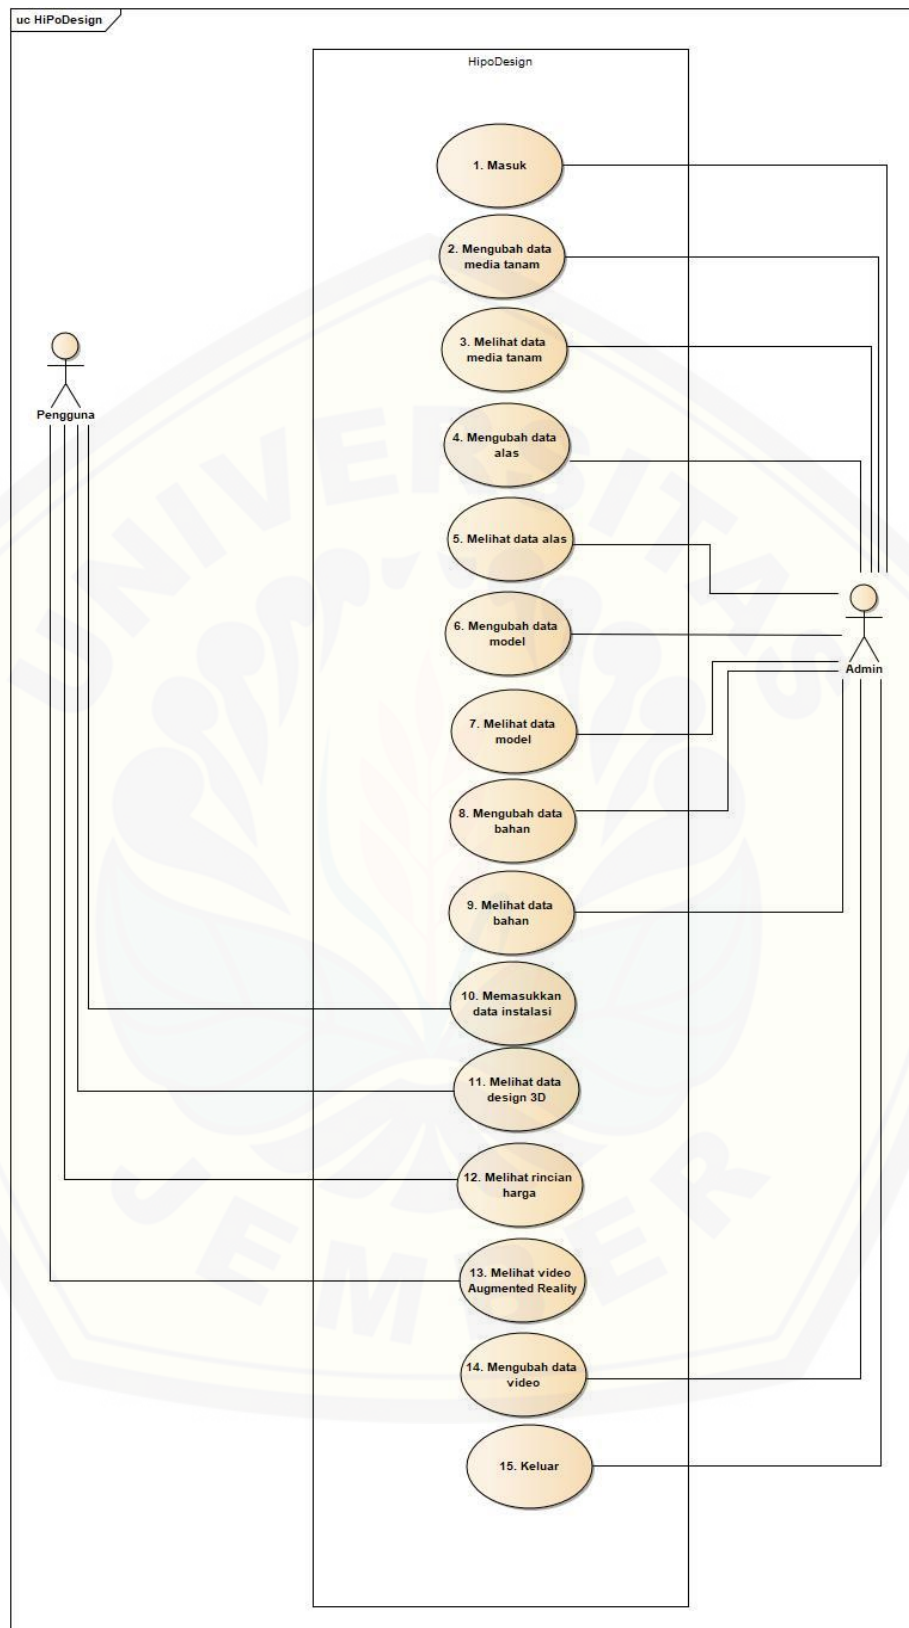 uc HiPoDesign
HipoDesign
1. Masuk
2. Mengubah data
media tanam
3. Melihat data
media tanam
Pengguna
4. Mengubah data
alas
5. Melihat data alas
6. Mengubah data
model
Admin
7. Melihat data
model
8. Mengubah data
bahan
9. Melihat data
bahan
10. Memasukkan
data instalasi
11. Melihat data
design 3D
12. Melihat rincian
harga
13. Melihat video
Augmented Reality
14. Mengubah data
video
15. Keluar
UNIVERSITAS
JEMBER